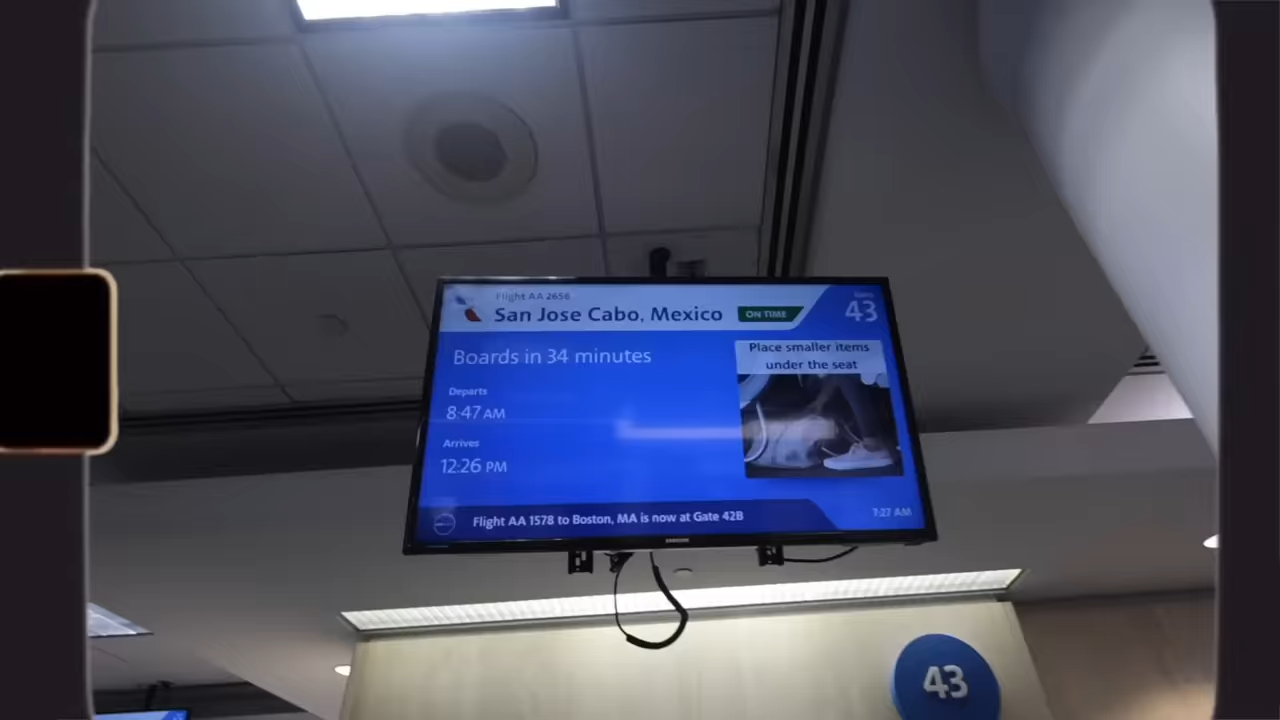 Flight AA 2656
San Jose Cabo, Mexico
ON TIME
43
Boards in 34 minutes
Place smaller items
under the seat
Departs
8:47 AM
Arrives
12:26 PM
Flight AA 1578 to Boston, MA is now at Gate 42B
7:27 AM
SAMSUNG
43